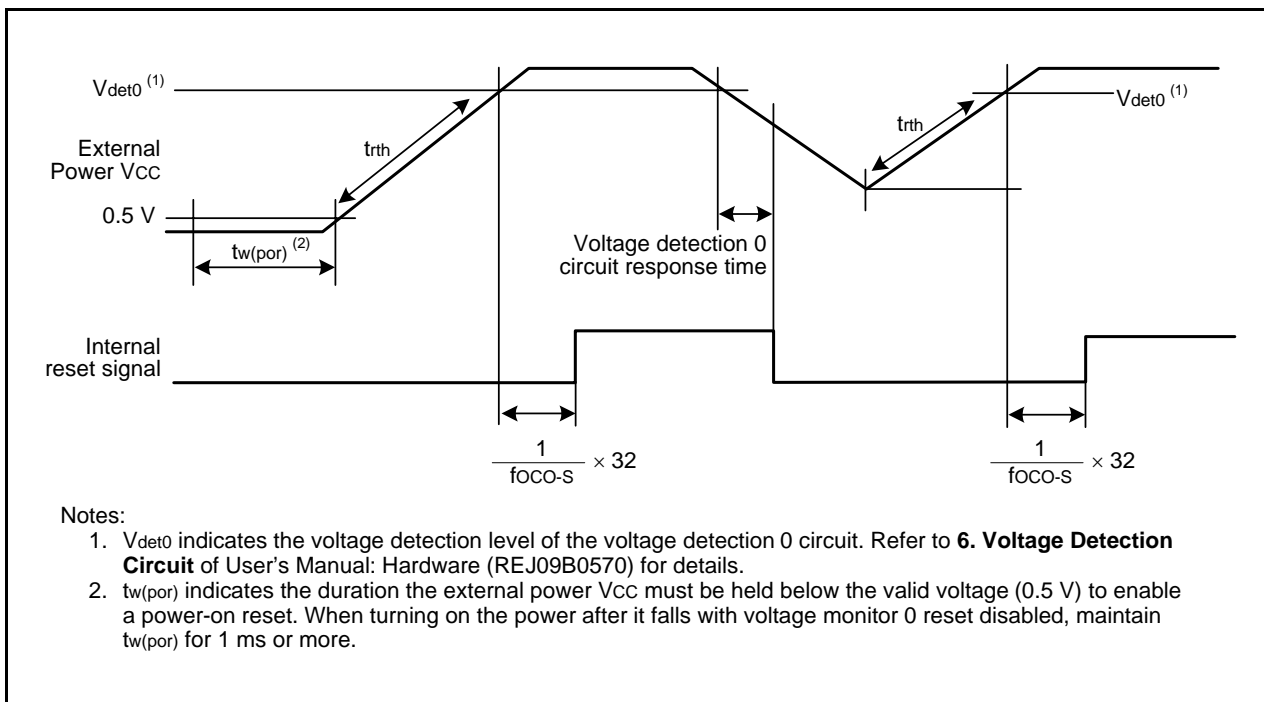 Vdet0 (1)
External
Power VCC
0.5 V
trth
tw(por) (2)
Voltage detection 0
circuit response time
trth
Vdet0 (1)
Internal
reset signal
1
fOCO-S
× 32
1
fOCO-S
× 32
Notes:
1. Vdet0 indicates the voltage detection level of the voltage detection 0 circuit. Refer to 6. Voltage Detection
Circuit of User's Manual: Hardware (REJ09B0570) for details.
2. tw(por) indicates the duration the external power VCC must be held below the valid voltage (0.5 V) to enable
a power-on reset. When turning on the power after it falls with voltage monitor 0 reset disabled, maintain
tw(por) for 1 ms or more.